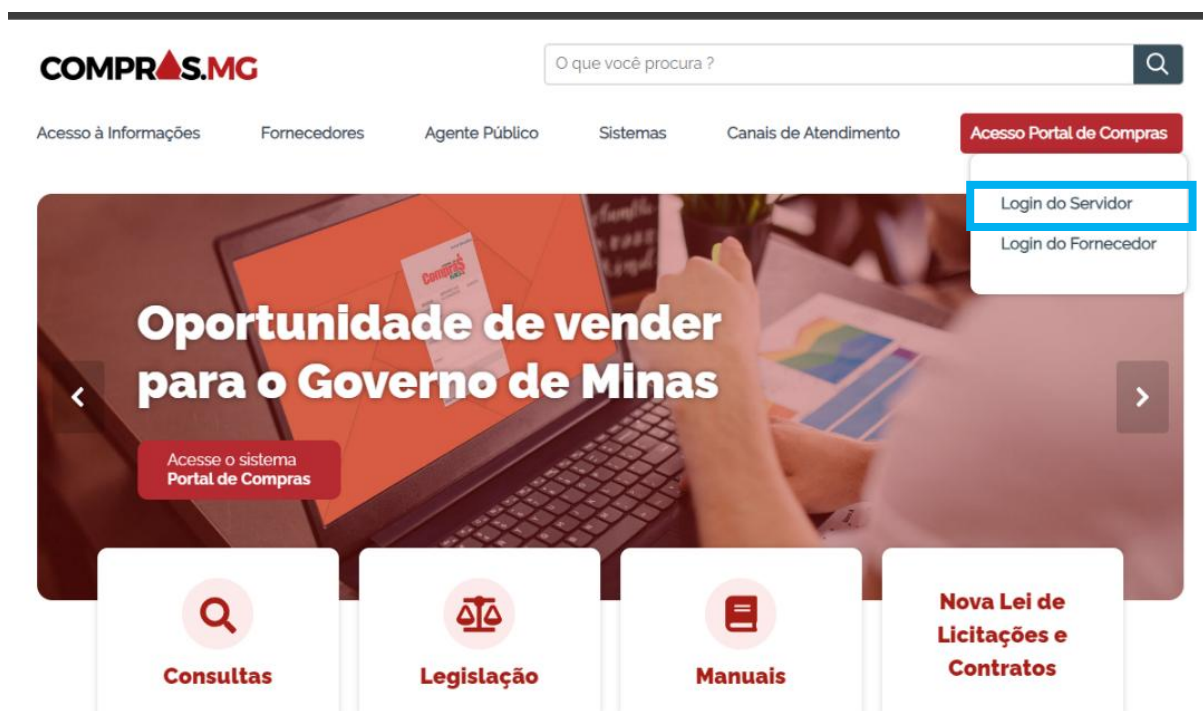 COMPRAS.MG
O que você procura ?
Acesso à Informações
Fornecedores
Agente Público
Sistemas
Canais de Atendimento
Acesso Portal de Compras
Login do Servidor
Login do Fornecedor
Compras
Oportunidade de vender
para o Governo de Minas
Acesse o sistema
Portal de Compras
Consultas
Legislação
Manuais
Nova Lei de
Licitações e
Contratos